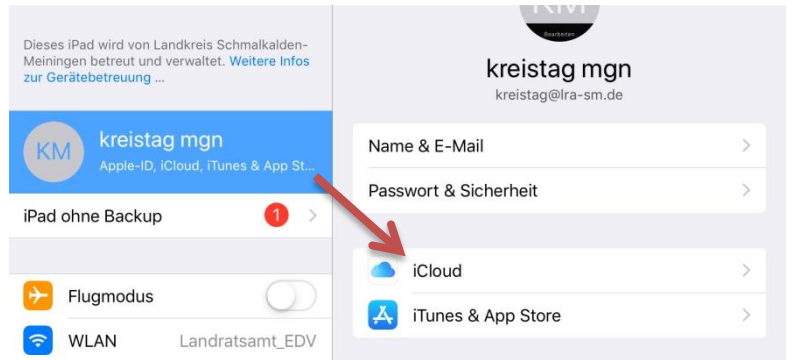 Dieses iPad wird von Landkreis Schmalkalden-
Meiningen betreut und verwaltet. Weitere Infos
zur Gerätebetreuung ...
KM
kreistag mgn
Apple-ID, iCloud, iTunes & App St...
iPad ohne Backup
1
Flugmodus
WLAN
Landratsamt_EDV
KM
Bearbeiten
kreistag mgn
kreistag@lra-sm.de
Name & E-Mail
Passwort & Sicherheit
iCloud
iTunes & App Store